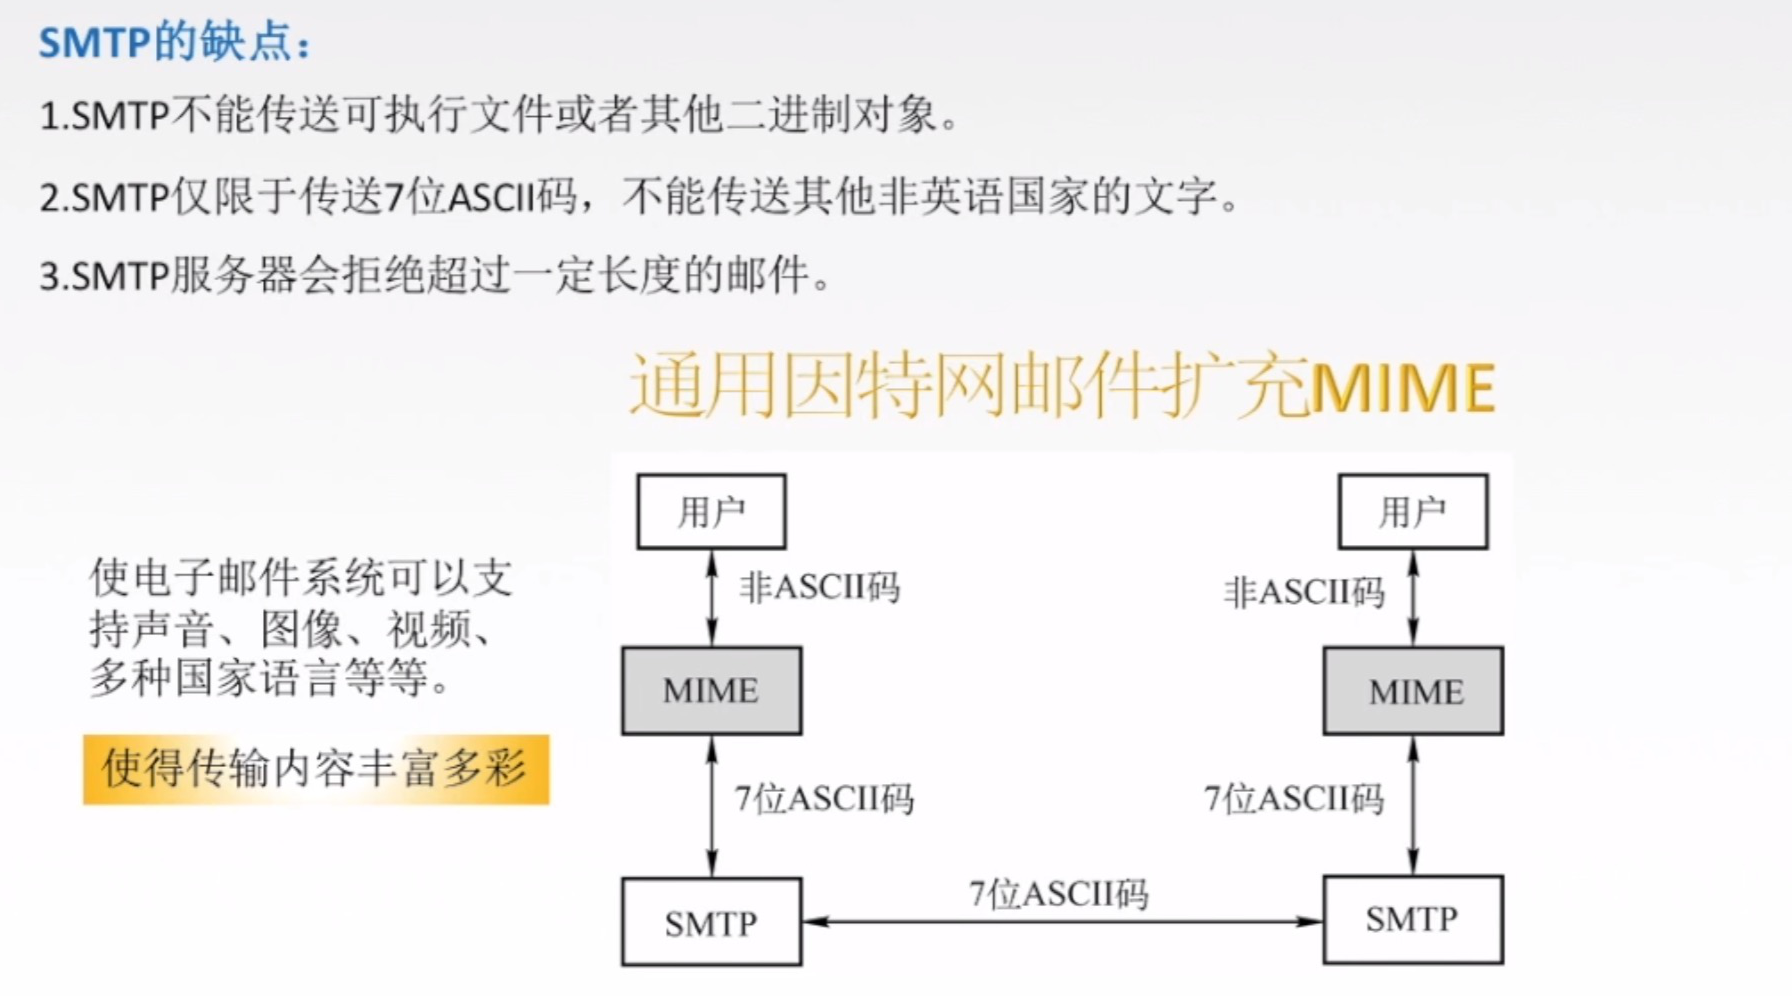 SMTP的缺点：
1.SMTP不能传送可执行文件或者其他二进制对象。
2.SMTP仅限于传送7位ASCII码，不能传送其他非英语国家的文字。
3.SMTP服务器会拒绝超过一定长度的邮件。
通用因特网邮件扩充MIME
使电子邮件系统可以支
持声音、图像、视频、
多种国家语言等等。
使得传输内容丰富多彩
用户
用户
非ASCII码
非ASCII码
MIME
MIME
7位ASCII码
7位ASCII码
7位ASCII码
SMTP
SMTP